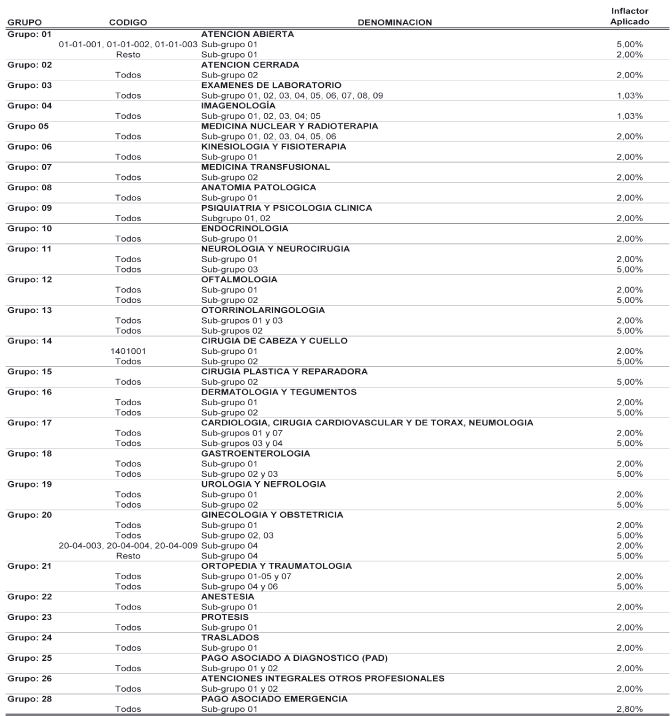 Inflactor
GRUPO CODIGO DENOMINACION Aplicado
Grupo: 01 ATENCION ABIERTA
01-01-001, 01-01-002, 01-01-003 Sub-grupo 01 5,00%
Resto Sub-grupo 01 2,00%
Grupo: 02 ATENCION CERRADA
Todos Sub-grupo 02 2,00%
Grupo: 03 EXAMENES DE LABORATORIO
Todos Sub-grupo 01, 02, 03, 04, 05, 06, 07, 08, 09 1,03%
Grupo: 04 IMAGENOLOGÍA
Todos Sub-grupo 01, 02, 03, 04; 05 1,03%
Grupo 05 MEDICINA NUCLEAR Y RADIOTERAPIA
Todos Sub-grupo 01, 02, 03, 04, 05, 06 2,00%
Grupo: 06 KINESIOLOGIA Y FISIOTERAPIA
Todos Sub-grupo 01 2,00%
Grupo: 07 MEDICINA TRANSFUSIONAL
Todos Sub-grupo 02 2,00%
Grupo: 08 ANATOMIA PATOLOGICA
Todos Sub-grupo 01 2,00%
Grupo: 09 PSIQUIATRIA Y PSICOLOGIA CLINICA
Todos Subgrupo 01, 02 2,00%
Grupo: 10 ENDOCRINOLOGIA
Todos Sub-grupo 01 2,00%
Grupo: 11 NEUROLOGIA Y NEUROCIRUGIA
Todos Sub-grupo 01 2,00%
Todos Sub-grupo 03 5,00%
Grupo: 12 OFTALMOLOGIA
Todos Sub-grupo 01 2,00%
Todos Sub-grupo 02 5,00%
Grupo: 13 OTORRINOLARINGOLOGIA
Todos Sub-grupos 01 y 03 2,00%
Todos Sub-grupos 02 5,00%
Grupo: 14 CIRUGIA DE CABEZA Y CUELLO
1401001 Sub-grupo 01 2,00%
Todos Sub-grupo 02 5,00%
Grupo: 15 CIRUGIA PLASTICA Y REPARADORA
Todos Sub-grupo 02 5,00%
Grupo: 16 DERMATOLOGIA Y TEGUMENTOS
Todos Sub-grupo 01 2,00%
Todos Sub-grupo 02 5,00%
Grupo: 17 CARDIOLOGIA, CIRUGIA CARDIOVASCULAR Y DE TORAX, NEUMOLOGIA
Todos Sub-grupos 01 y 07 2,00%
Todos Sub-grupos 03 y 04 5,00%
Grupo: 18 GASTROENTEROLOGIA
Todos Sub-grupo 01 2,00%
Todos Sub-grupo 02 y 03 5,00%
Grupo: 19 UROLOGIA Y NEFROLOGIA
Todos Sub-grupo 01 2,00%
Todos Sub-grupo 02 5,00%
Grupo: 20 GINECOLOGIA Y OBSTETRICIA
Todos Sub-grupo 01 2,00%
Todos Sub-grupo 02, 03 5,00%
20-04-003, 20-04-004, 20-04-009 Sub-grupo 04 2,00%
Resto Sub-grupo 04 5,00%
Grupo: 21 ORTOPEDIA Y TRAUMATOLOGIA
Todos Sub-grupo 01-05 y 07 2,00%
Todos Sub-grupo 04 y 06 5,00%
Grupo: 22 ANESTESIA
Todos Sub-grupo 01 2,00%
Grupo: 23 PROTESIS
Todos Sub-grupo 01 2,00%
Grupo: 24 TRASLADOS
Todos Sub-grupo 01 2,00%
Grupo: 25 PAGO ASOCIADO A DIAGNOSTICO (PAD)
Todos Sub-grupo 01 y 02 2,00%
Grupo: 26 ATENCIONES INTEGRALES OTROS PROFESIONALES
Todos Sub-grupo 01 y 02 2,00%
Grupo: 28 PAGO ASOCIADO EMERGENCIA
Todos Sub-grupo 01 2,80%